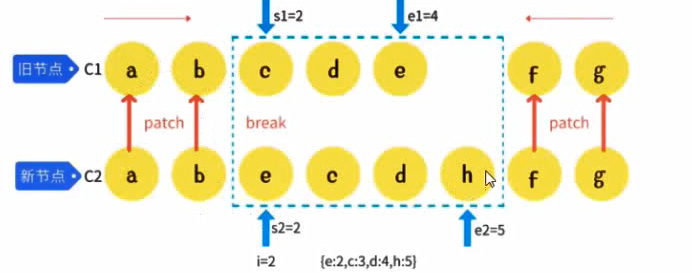 s1=2 e1=4
旧节点 C1 a b c d e f g
patch break patch
新节点 C2 a b e c d h f g
s2=2 e2=5
i=2 {e:2,c:3,d:4,h:5}